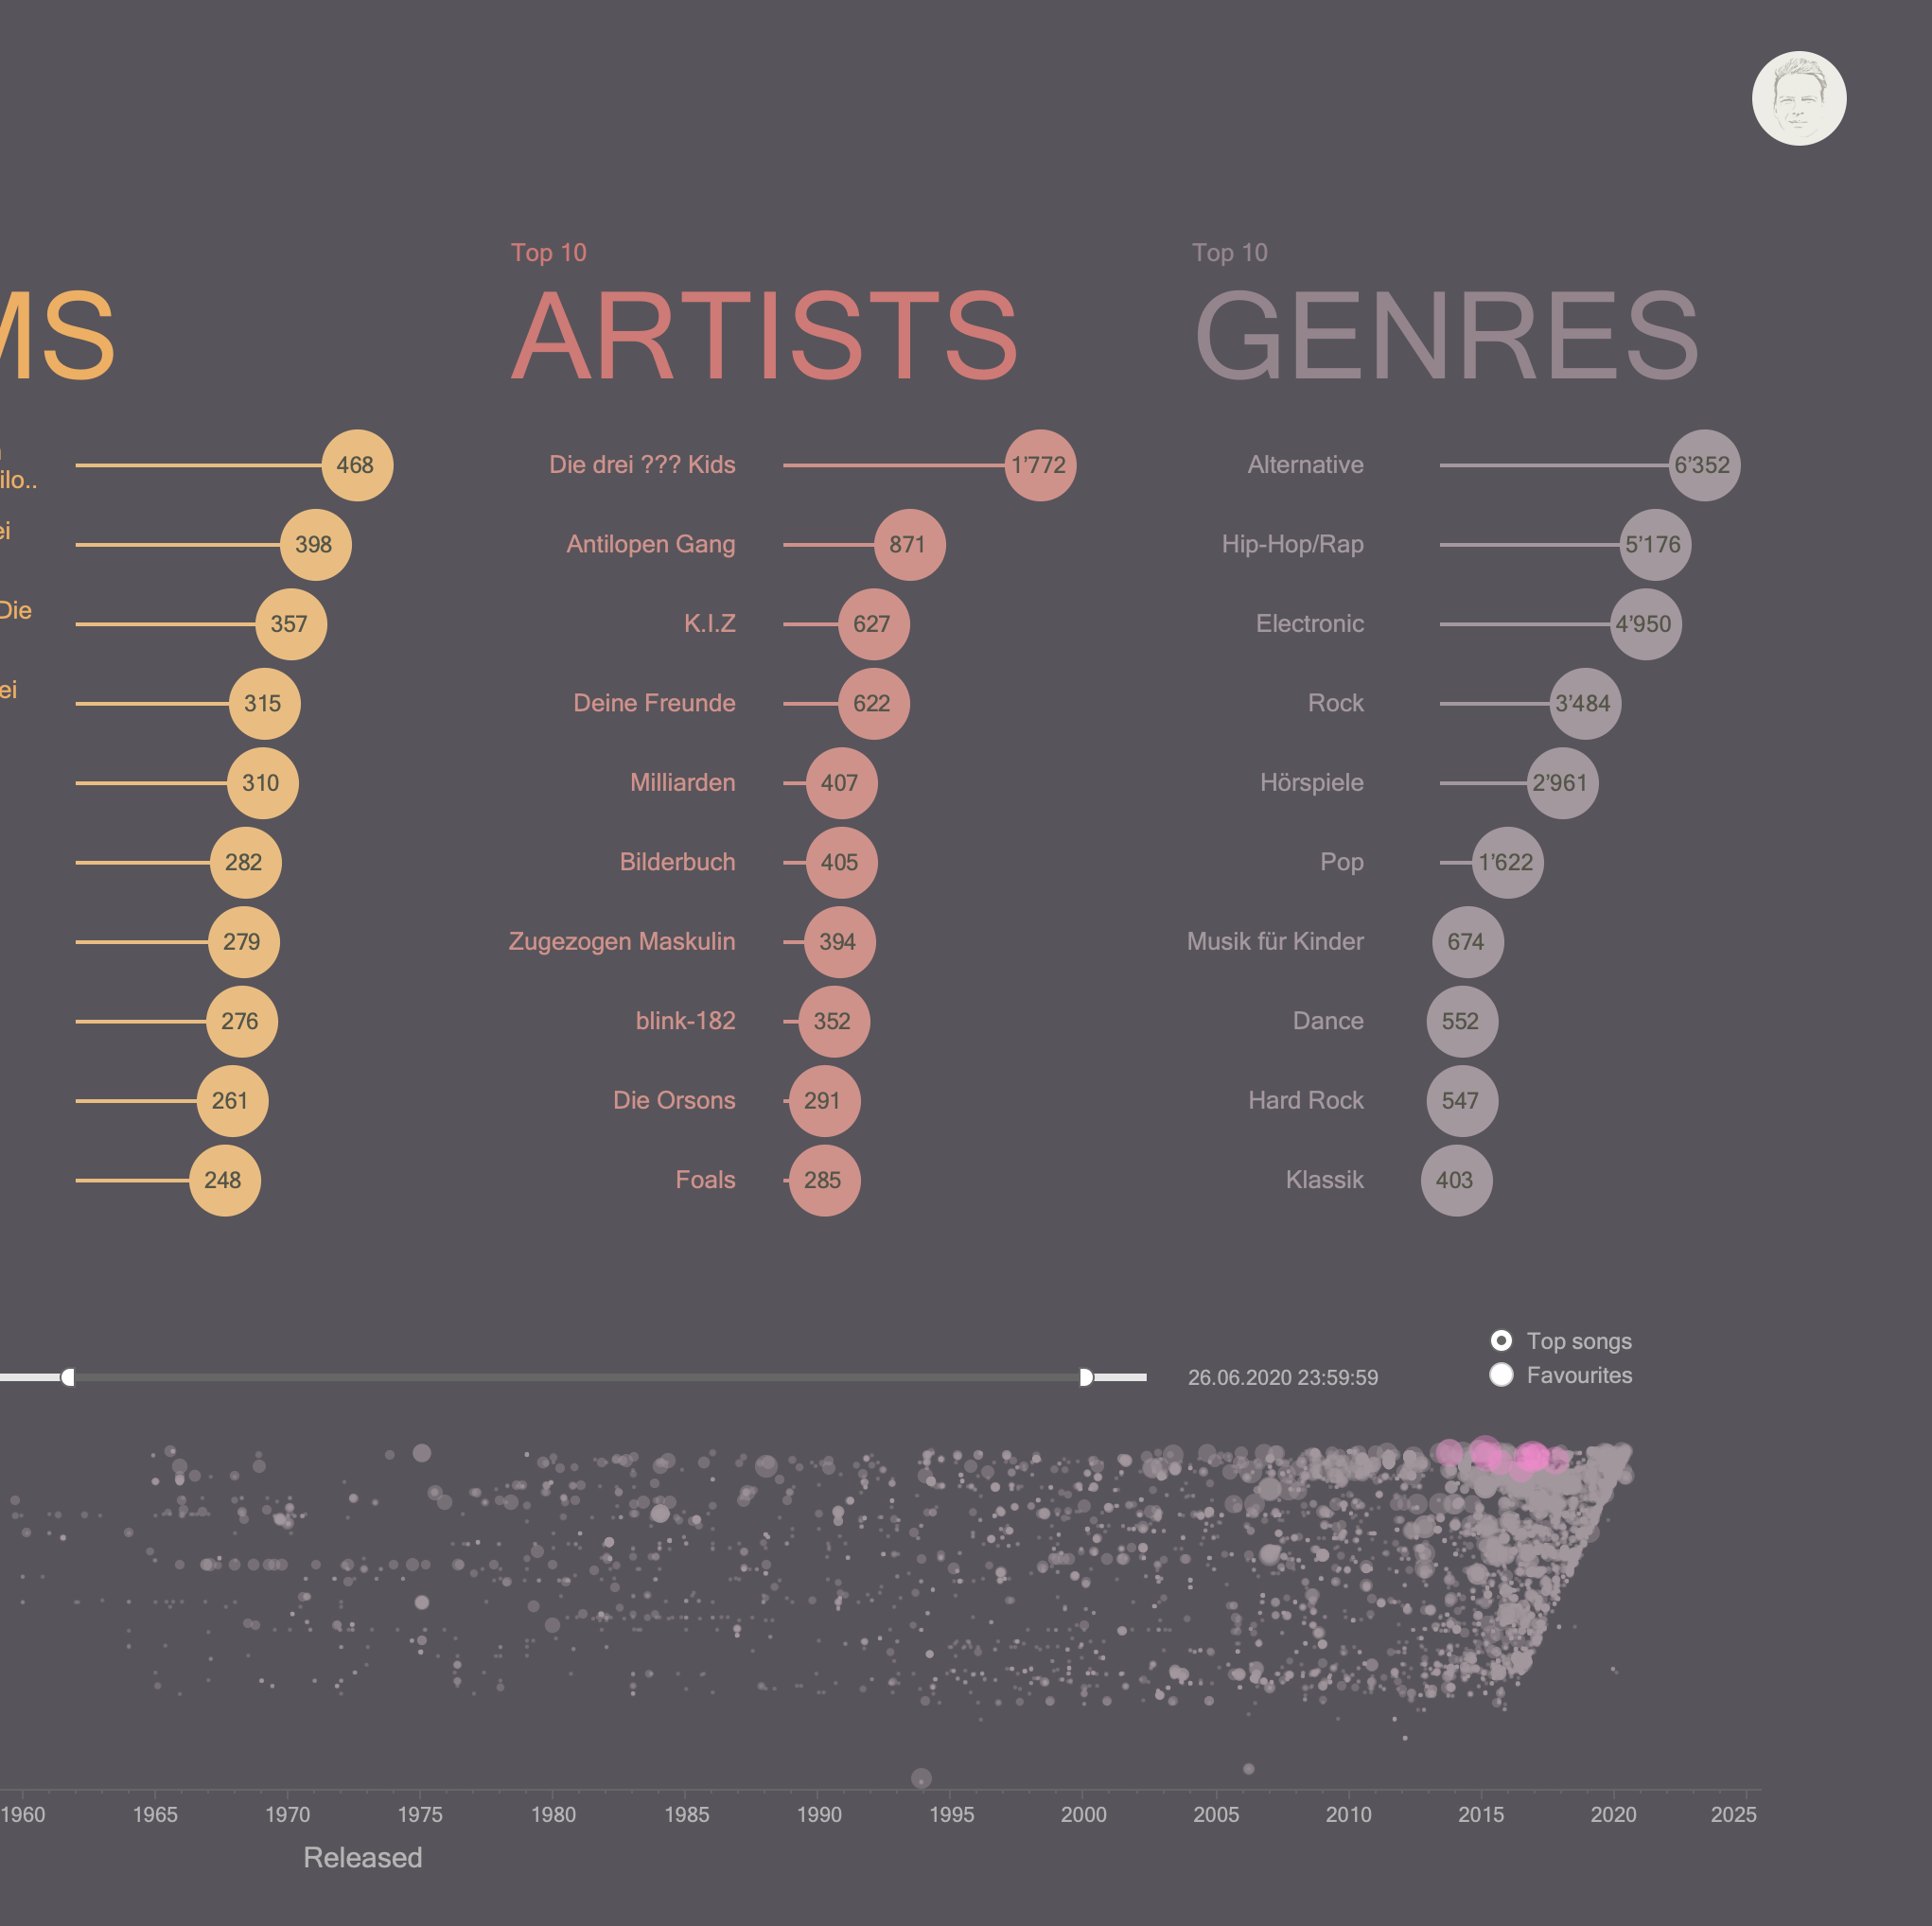 Top 10
Top 10
MS
ARTISTS
GENRES
468
Die drei ??? Kids
1’772
Alternative
6’352
ilo..
ei
398
Antilopen Gang
871
Hip-Hop/Rap
5’176
Die
357
K.I.Z
627
Electronic
4’950
ei
315
Deine Freunde
622
Rock
3’484
310
Milliarden
407
Hörspiele
2’961
282
Bilderbuch
405
Pop
1’622
279
Zugezogen Maskulin
394
Musik für Kinder
674
276
blink-182
352
Dance
552
261
Die Orsons
291
Hard Rock
547
248
Foals
285
Klassik
403
Top songs
26.06.2020 23:59:59
Favourites
1960 1965 1970 1975 1980 1985 1990 1995 2000 2005 2010 2015 2020 2025
Released